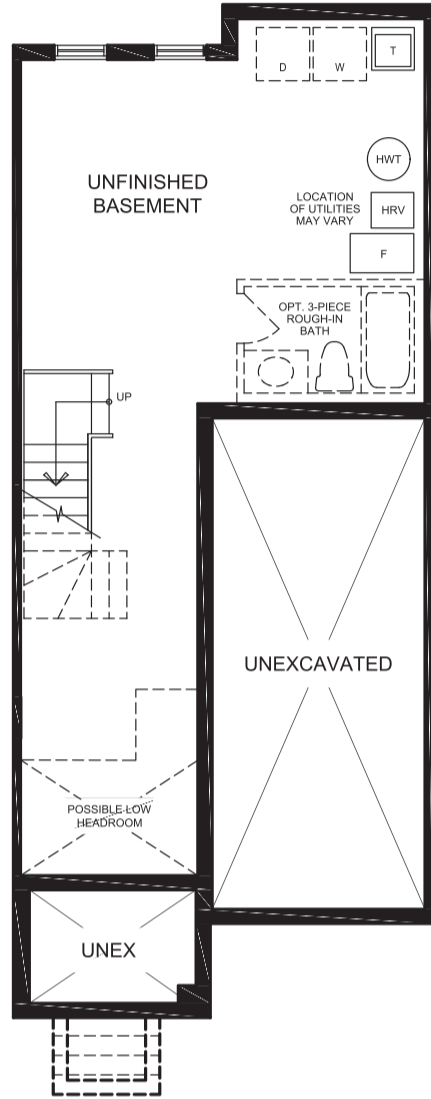 D
W
T
HWT
UNFINISHED
BASEMENT
LOCATION
OF UTILITIES
MAY VARY
HRV
F
OPT. 3-PIECE
ROUGH-IN
BATH
UP
UNEXCAVATED
POSSIBLE LOW
HEADROOM
UNEX